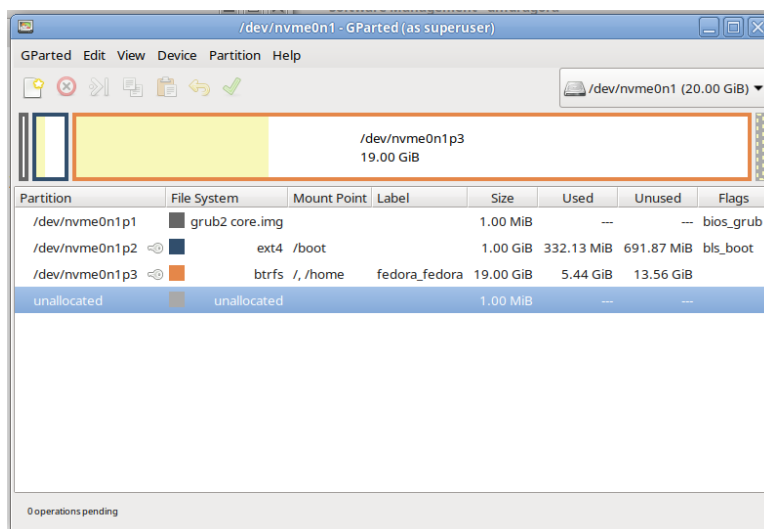 /dev/nvme0n1 - GParted (as superuser)
GParted Edit View Device Partition Help
/dev/nvme0n1 (20.00 GiB)
/dev/nvme0n1p3
19.00 GiB
Partition File System Mount Point Label Size Used Unused Flags
/dev/nvme0n1p1 grub2 core.img 1.00 MiB --- --- bios_grub
/dev/nvme0n1p2 ext4 /boot 1.00 GiB 332.13 MiB 691.87 MiB bls_boot
/dev/nvme0n1p3 btrfs /, /home fedora_fedora 19.00 GiB 5.44 GiB 13.56 GiB
unallocated unallocated 1.00 MiB --- ---
0 operations pending